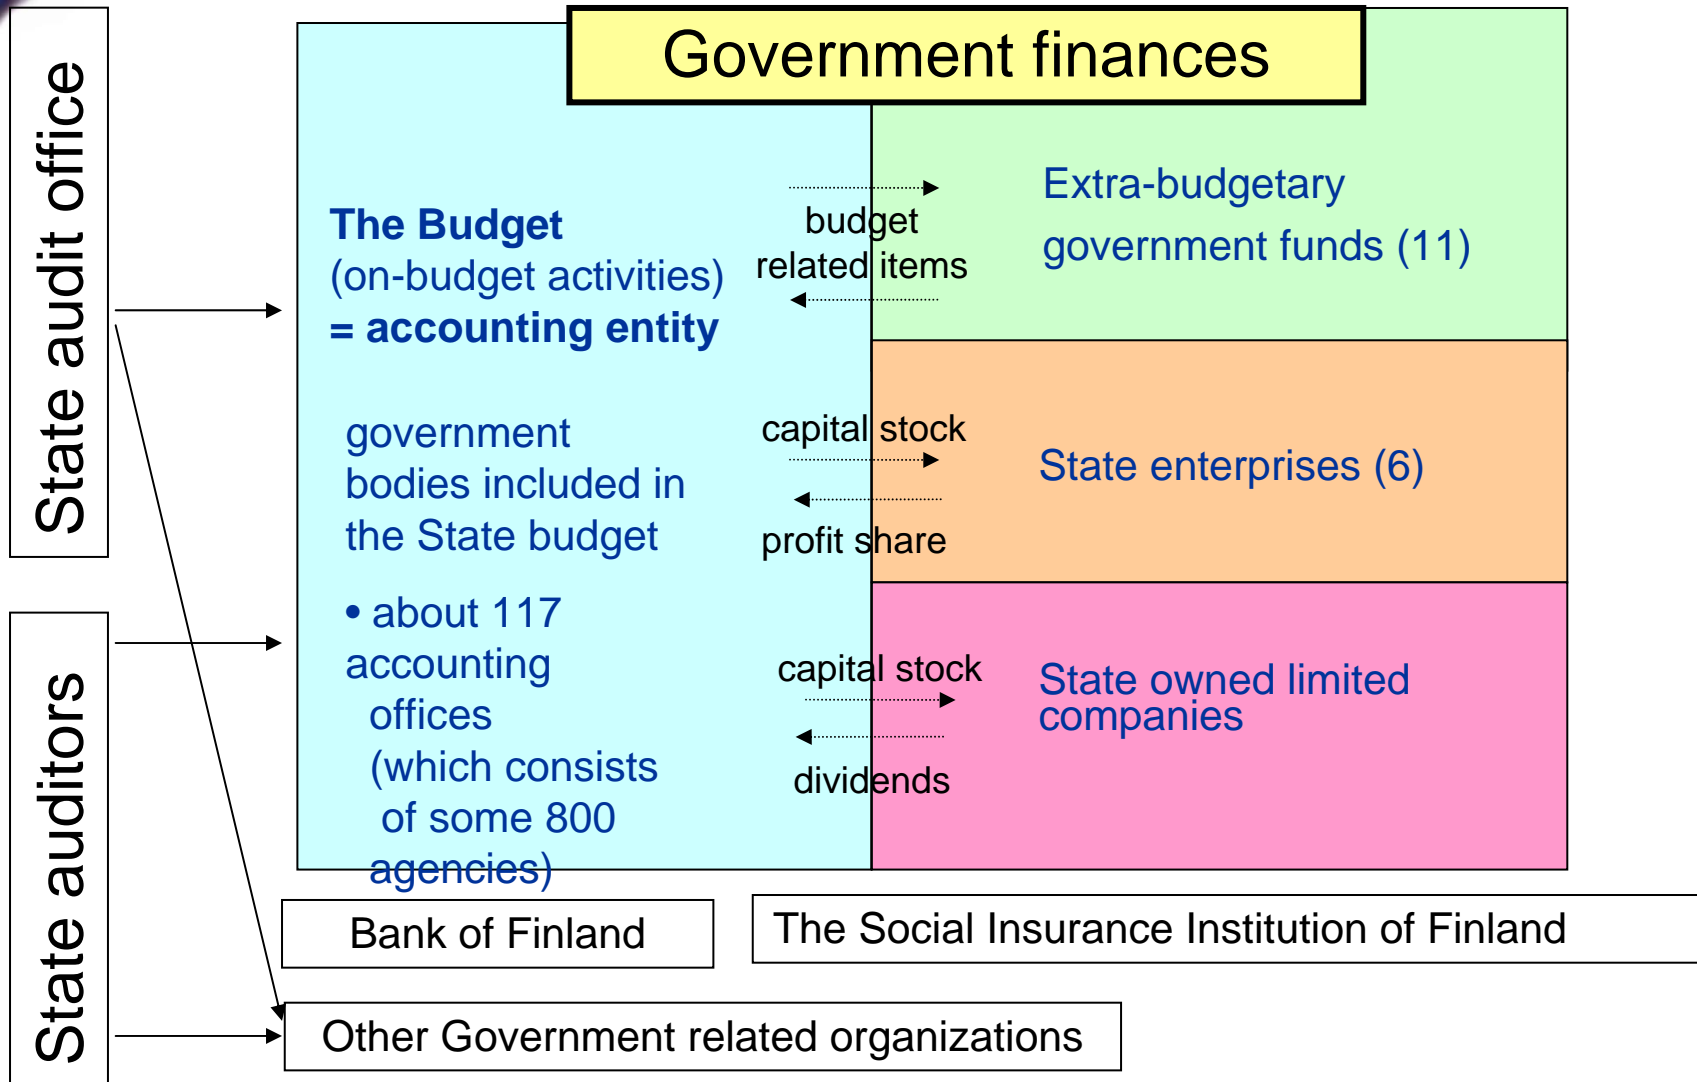 Government finances
State audit office
State auditors
The Budget
(on-budget activities)
= accounting entity
government
bodies included in
the State budget
• about 117
accounting
offices
(which consists
of some 800
agencies)
budget
related items
capital stock
profit share
capital stock
dividends
Extra-budgetary
government funds (11)
State enterprises (6)
State owned limited
companies
Bank of Finland
The Social Insurance Institution of Finland
Other Government related organizations